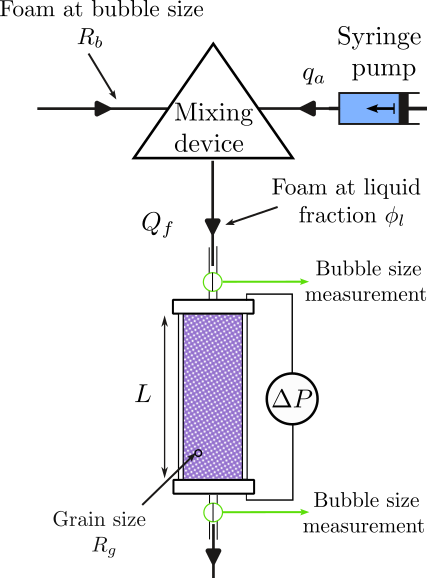 Foam at bubble size
R_b
Syringe
pump
q_a
Mixing
device
Foam at liquid
fraction ϕ_l
Q_f
Bubble size
measurement
L
ΔP
Grain size
R_g
Bubble size
measurement